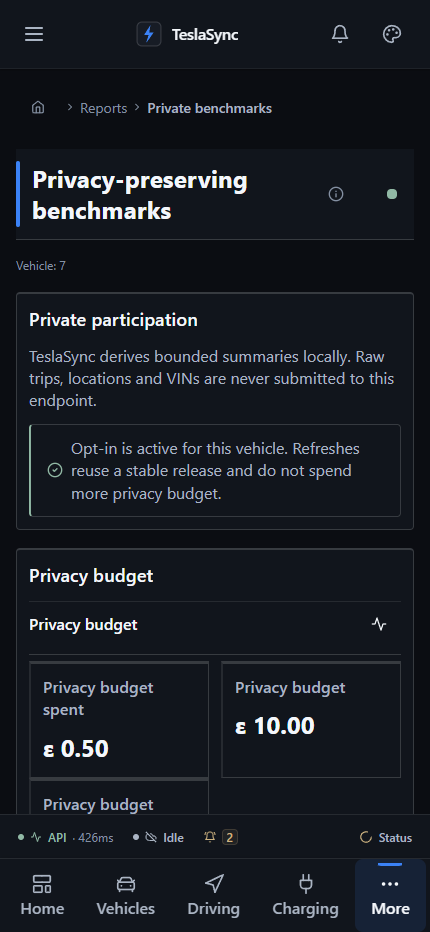 TeslaSync
Reports
Private benchmarks
Privacy-preserving
benchmarks
Vehicle: 7
Private participation
TeslaSync derives bounded summaries locally. Raw
trips, locations and VINs are never submitted to this
endpoint.
Opt-in is active for this vehicle. Refreshes
reuse a stable release and do not spend
more privacy budget.
Privacy budget
Privacy budget
Privacy budget
spent
ε 0.50
Privacy budget
ε 10.00
Privacy budget
API · 426ms
Idle
2
Status
Home
Vehicles
Driving
Charging
More